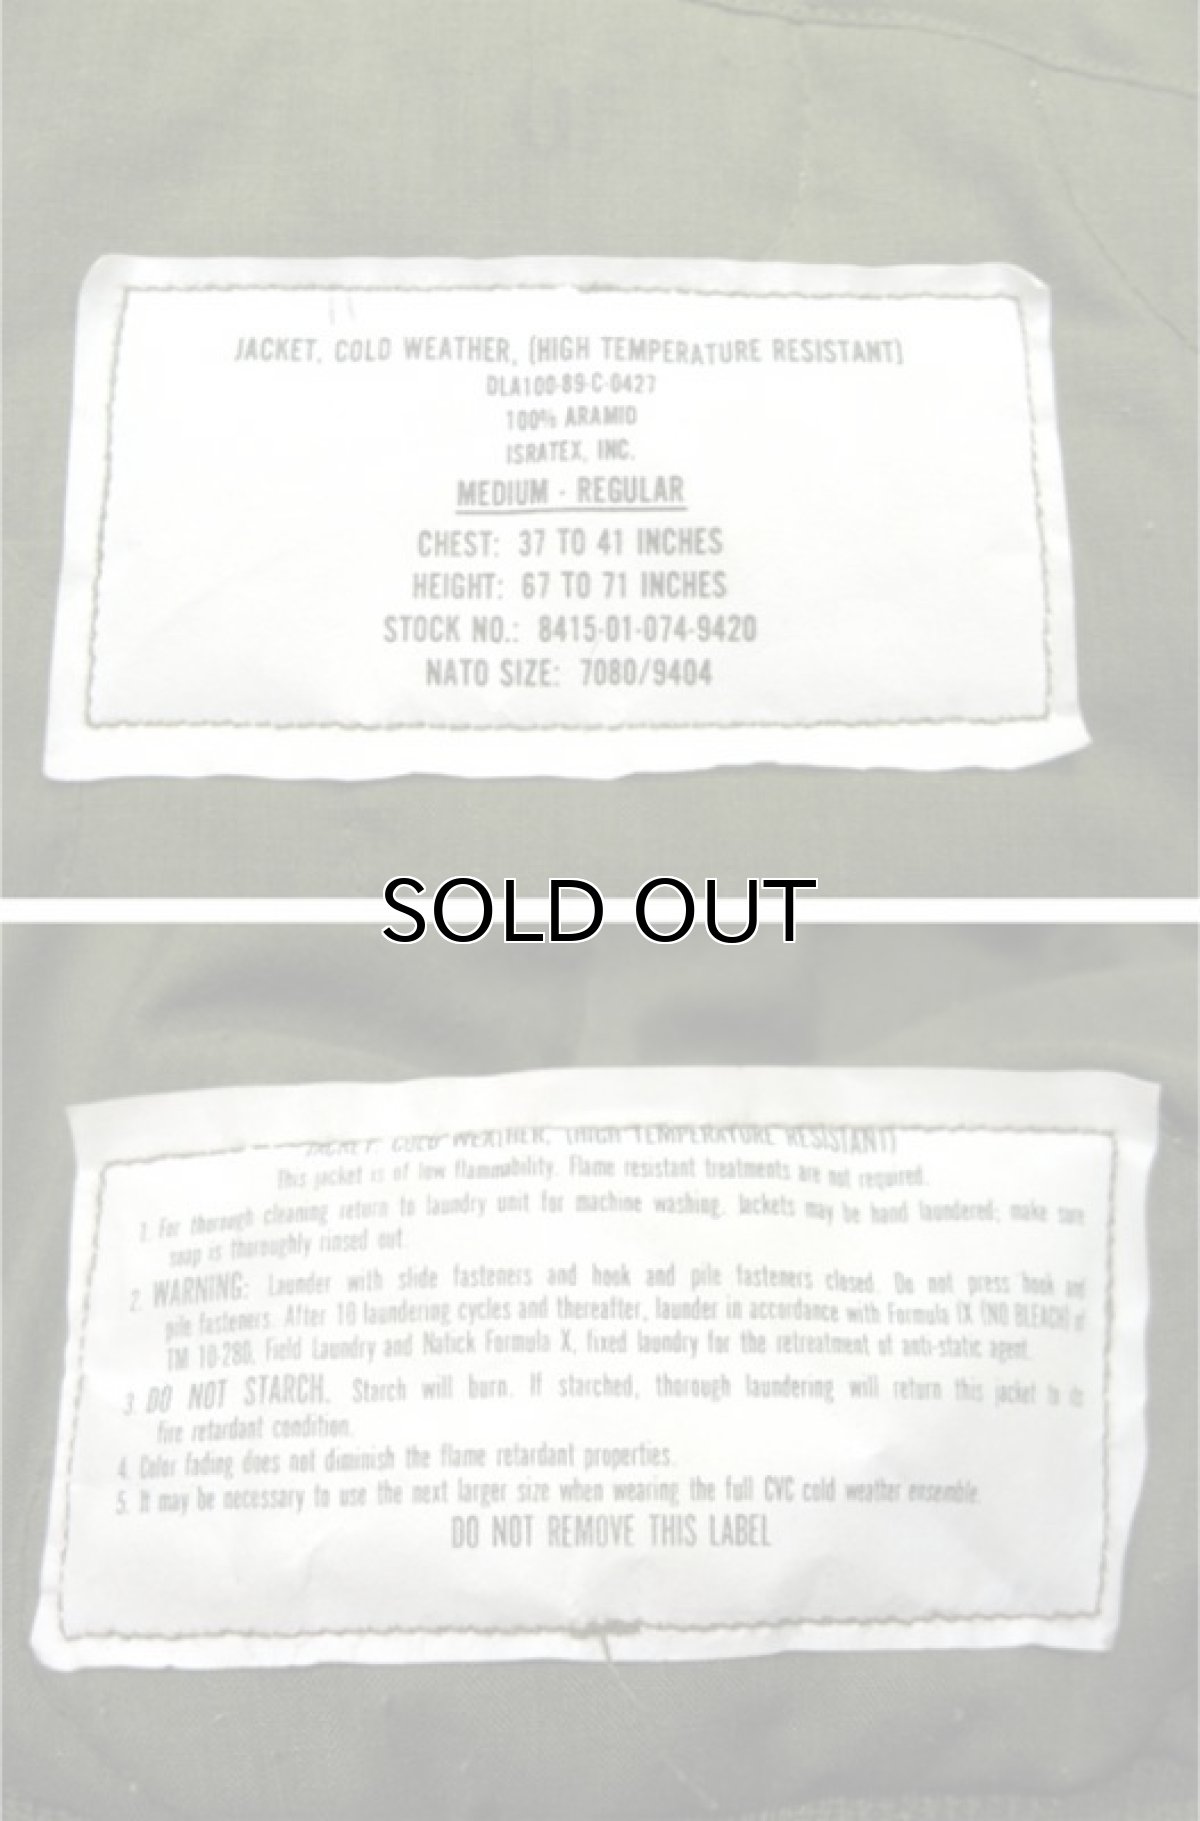 JACKET, COLD WEATHER, (HIGH TEMPERATURE RESISTANT)
DLA100-89-C-0427
100% ARAMID
ISRATEX, INC.
MEDIUM - REGULAR
CHEST: 37 TO 41 INCHES
HEIGHT: 67 TO 71 INCHES
STOCK NO.: 8415-01-074-9420
NATO SIZE: 7080/9404
SOLD OUT
JACKET, COLD WEATHER, (HIGH TEMPERATURE RESISTANT)
This jacket is of low flammability. Flame resistant treatments are not required.
1. For thorough cleaning return to laundry unit for machine washing. Jackets may be hand laundered; make sure
soap is thoroughly rinsed out.
2. WARNING: Launder with slide fasteners and hook and pile fasteners closed. Do not press hook and
pile fasteners. After 10 laundering cycles and thereafter, launder in accordance with Formula IX (NO BLEACH) of
TM 10-280, Field Laundry and Natick Formula X, fixed laundry for the retreatment of anti-static agent.
3. DO NOT STARCH. Starch will burn. If starched, thorough laundering will return this jacket to its
fire retardant condition.
4. Color fading does not diminish the flame retardant properties.
5. It may be necessary to use the next larger size when wearing the full CVC cold weather ensemble.
DO NOT REMOVE THIS LABEL